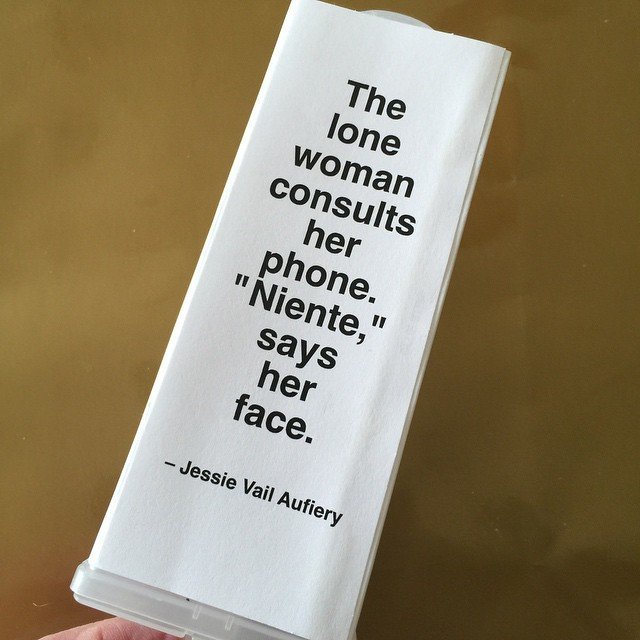 The
lone
woman
consults
her
phone.
"Niente,"
says
her
face.
– Jessie Vail Aufiery